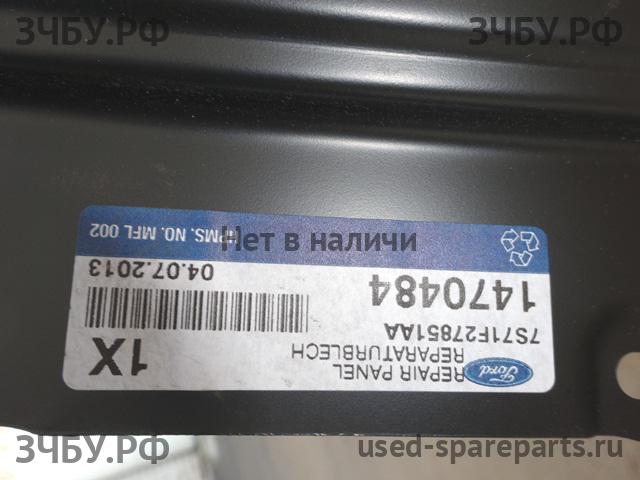 ЗЧБУ.РФ
ЗЧБУ.РФ
Ford
REPAIR PANEL
REPARATURBLECH
1X
7S71F27851AA
1470484
04.07.2013
HPMS. NO. MFL 002
Нет в наличи
ЗЧБУ.РФ
used-spareparts.ru